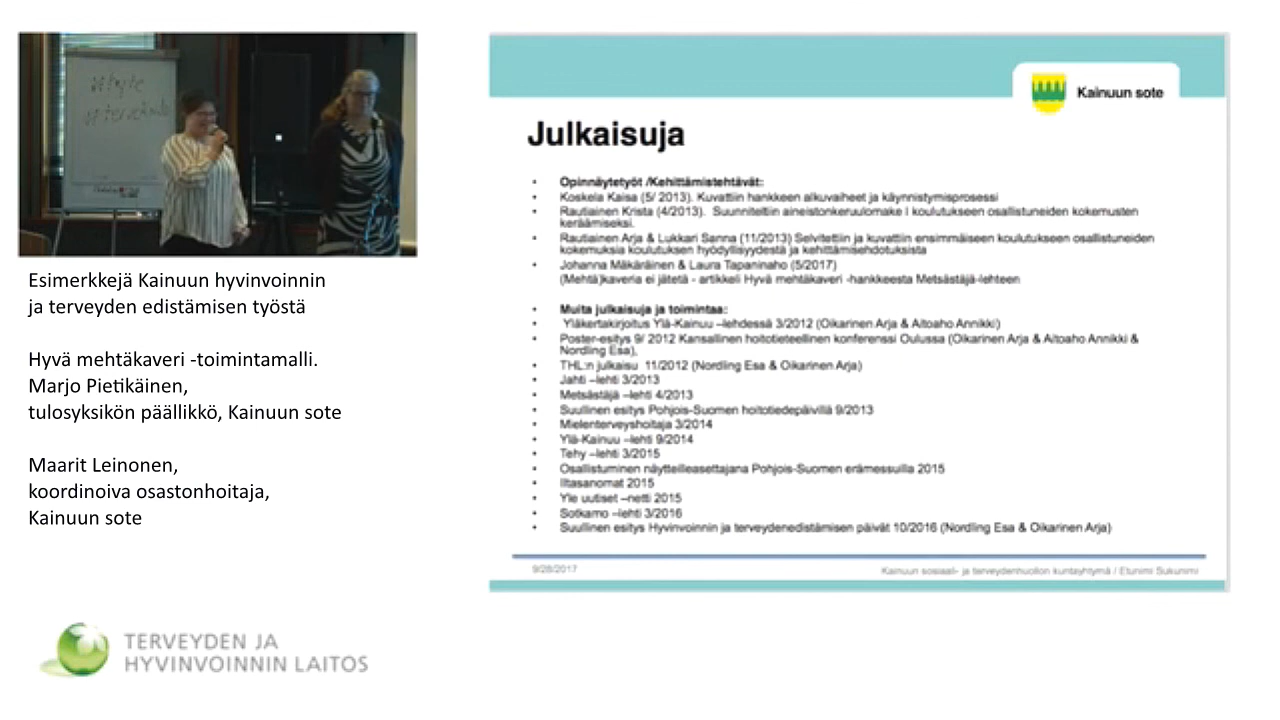 Esimerkkejä Kainuun hyvinvoinnin
ja terveyden edistämisen työstä
Hyvä mehtäkaveri -toimintamalli.
Marjo Pietikäinen,
tulosyksikön päällikkö, Kainuun sote
Maarit Leinonen,
koordinoiva osastonhoitaja,
Kainuun sote
TERVEYDEN JA
HYVINVOINNIN LAITOS
Kainuun sote
Julkaisuja
• Opinnäytetyöt /Kehittämistehtävät:
• Koskela Kaisa (5/ 2013). Kuvattiin hankkeen alkuvaiheet ja käynnistymisprosessi
• Rautiainen Krista (4/2013). Suunniteltiin aineistonkeruulomake I koulutukseen osallistuneiden kokemusten
keräämiseksi.
• Rautiainen Arja & Lukkari Sanna (11/2013) Selvitettiin ja kuvattiin ensimmäiseen koulutukseen osallistuneiden
kokemuksia koulutuksen hyödyllisyydestä ja kehittämisehdotuksista
• Johanna Mäkäräinen & Laura Tapaninaho (5/2017)
(Mehtä)kaveria ei jätetä - artikkeli Hyvä mehtäkaveri -hankkeesta Metsästäjä-lehteen
• Muita julkaisuja ja toimintaa:
• Yläkertakirjoitus Ylä-Kainuu –lehdessä 3/2012 (Oikarinen Arja & Aitoaho Annikki)
• Poster-esitys 9/ 2012 Kansallinen hoitotieteellinen konferenssi Oulussa (Oikarinen Arja & Aitoaho Annikki &
Nordling Esa),
• THL:n julkaisu 11/2012 (Nordling Esa & Oikarinen Arja)
• Jahti –lehti 3/2013
• Metsästäjä –lehti 4/2013
• Suullinen esitys Pohjois-Suomen hoitotiedepäivillä 9/2013
• Mielenterveyshoitaja 3/2014
• Ylä-Kainuu –lehti 9/2014
• Tehy –lehti 3/2015
• Osallistuminen näytteilleasettajana Pohjois-Suomen erämessuilla 2015
• Iltasanomat 2015
• Yle uutiset –netti 2015
• Sotkamo –lehti 3/2016
• Suullinen esitys Hyvinvoinnin ja terveydenedistämisen päivät 10/2016 (Nordling Esa & Oikarinen Arja)
9/28/2017
Kainuun sosiaali- ja terveydenhuollon kuntayhtymä / Etunimi Sukunimi